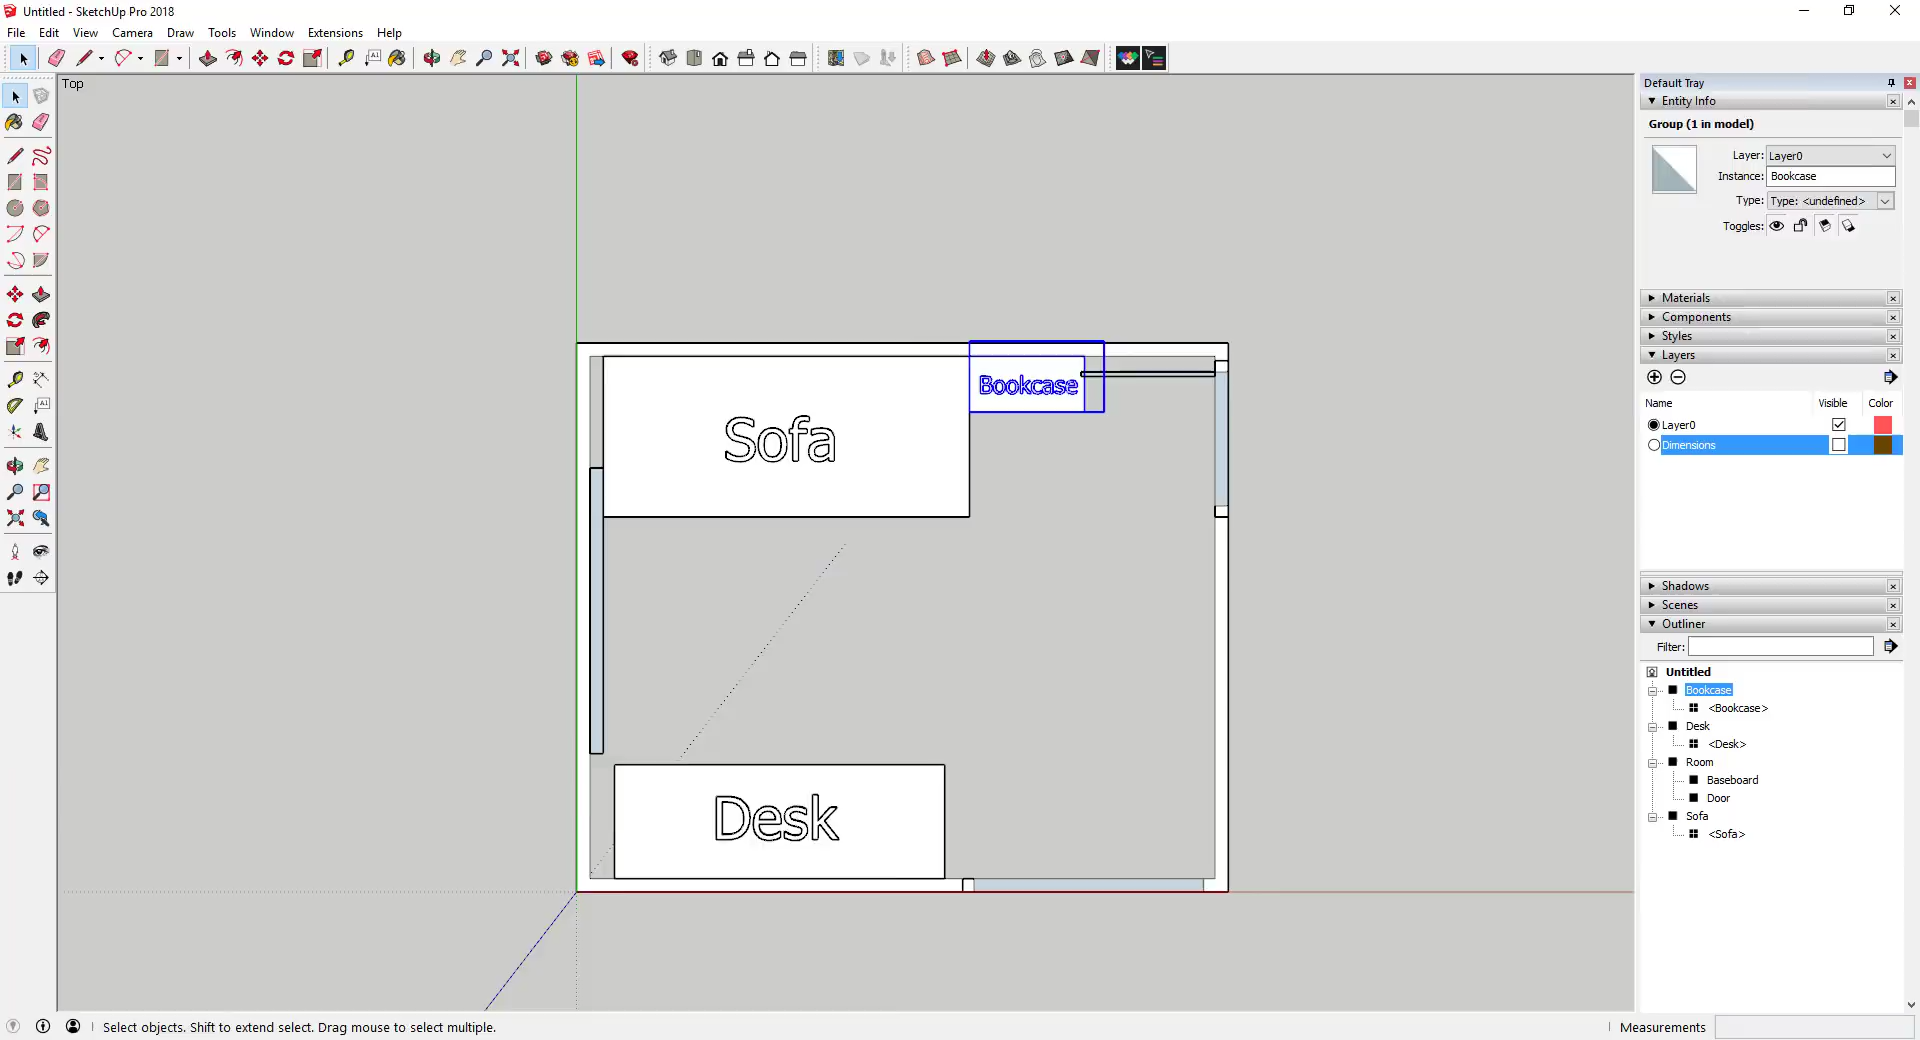 Untitled - SketchUp Pro 2018
File Edit View Camera Draw Tools Window Extensions Help
Top
Default Tray
Entity Info
Group (1 in model)
Layer: Layer0
Instance: Bookcase
Type: Type: <undefined>
Toggles:
Materials
Components
Styles
Layers
Name Visible Color
Layer0
Dimensions
Shadows
Scenes
Outliner
Filter:
Untitled
Bookcase
<Bookcase>
Desk
<Desk>
Room
Baseboard
Door
Sofa
<Sofa>
Bookcase
Sofa
Desk
Select objects. Shift to extend select. Drag mouse to select multiple.
Measurements